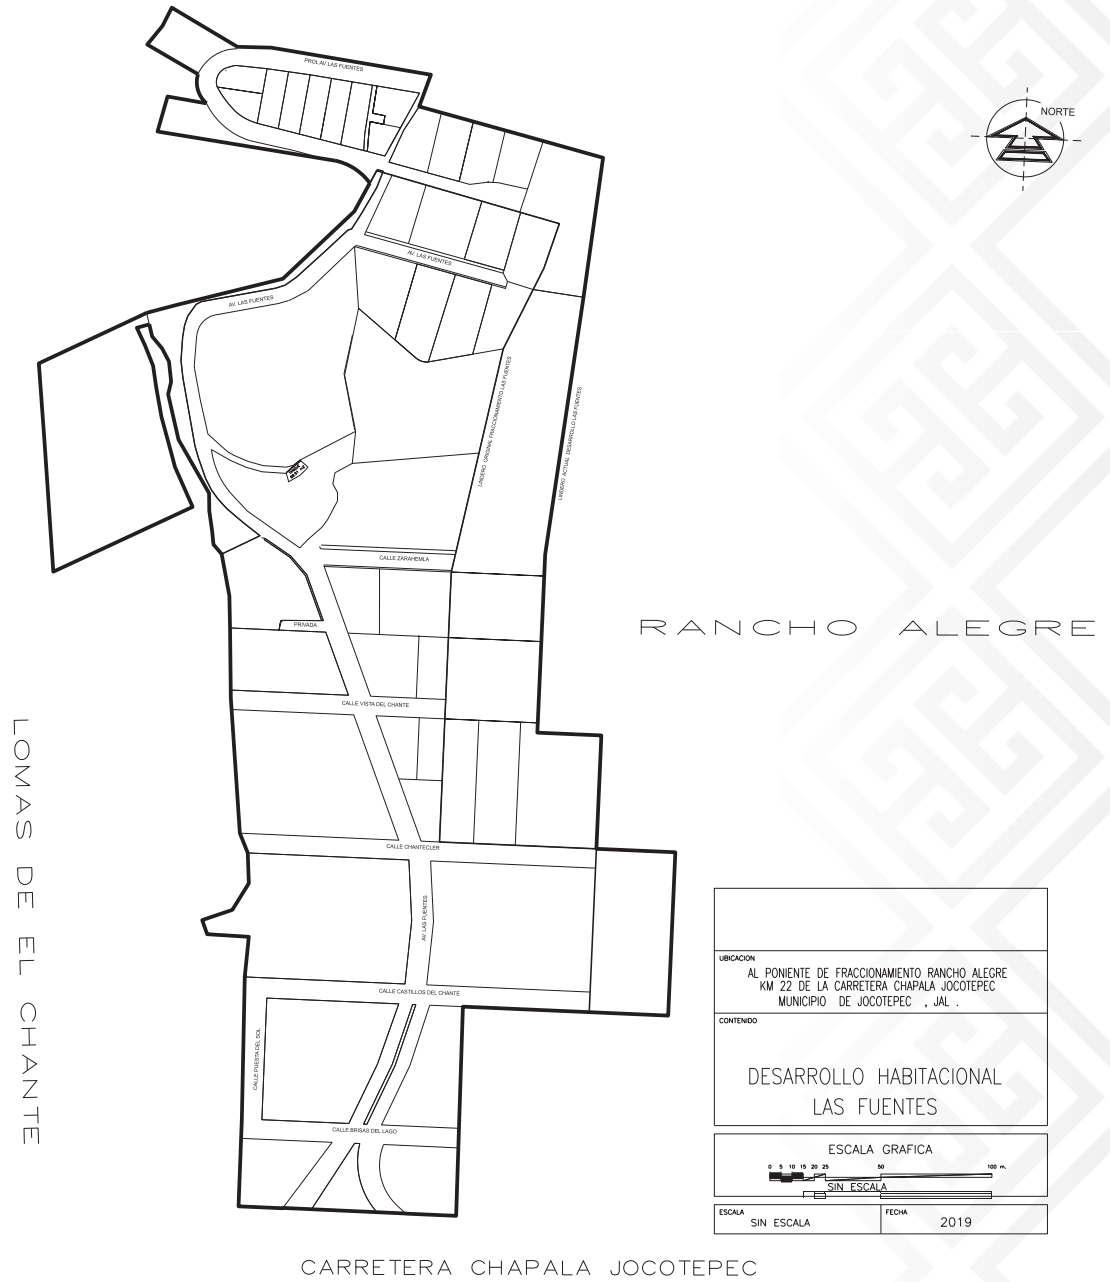 PROL.AV. LAS FUENTES
NORTE
AV. LAS FUENTES
AV. LAS FUENTES
LINDERO ORIGINAL FRACCIONAMIENTO LAS FUENTES
LINDERO ACTUAL DESARROLLO LAS FUENTES
CALLE ZARAHEMLA
PRIVADA
RANCHO ALEGRE
CALLE VISTA DEL CHANTE
LOMAS DE EL CHANTE
CALLE CHANTECLER
AV. LAS FUENTES
CALLE CASTILLOS DEL CHANTE
CALLE PUESTA DEL SOL
CALLE BRISAS DEL LAGO
UBICACION
AL PONIENTE DE FRACCIONAMIENTO RANCHO ALEGRE
KM 22 DE LA CARRETERA CHAPALA JOCOTEPEC
MUNICIPIO DE JOCOTEPEC , JAL .
CONTENIDO
DESARROLLO HABITACIONAL
LAS FUENTES
ESCALA GRAFICA
0 5 10 15 20 25 50 100 m.
SIN ESCALA
ESCALA
SIN ESCALA
FECHA
2019
CARRETERA CHAPALA JOCOTEPEC